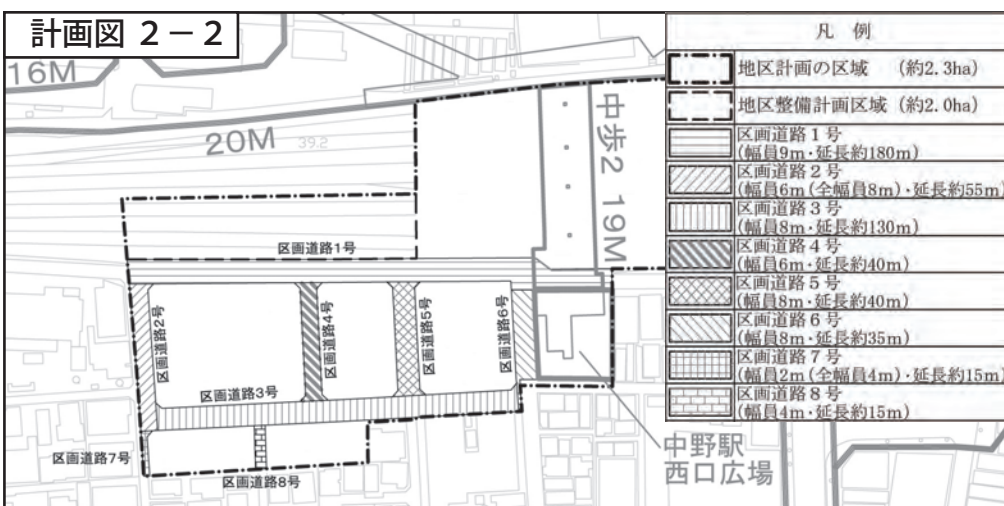 計画図 2－2
16M
20M
39.2
中歩2 19M
区画道路1号
区画道路2号
区画道路4号
区画道路5号
区画道路6号
区画道路3号
区画道路7号
区画道路8号
中野駅
西口広場
凡 例
地区計画の区域 (約2.3ha)
地区整備計画区域 (約2.0ha)
区画道路1号
(幅員9m・延長約180m)
区画道路2号
(幅員6m(全幅員8m)・延長約55m)
区画道路3号
(幅員8m・延長約130m)
区画道路4号
(幅員6m・延長約40m)
区画道路5号
(幅員8m・延長約40m)
区画道路6号
(幅員8m・延長約35m)
区画道路7号
(幅員2m(全幅員4m)・延長約15m)
区画道路8号
(幅員4m・延長約15m)